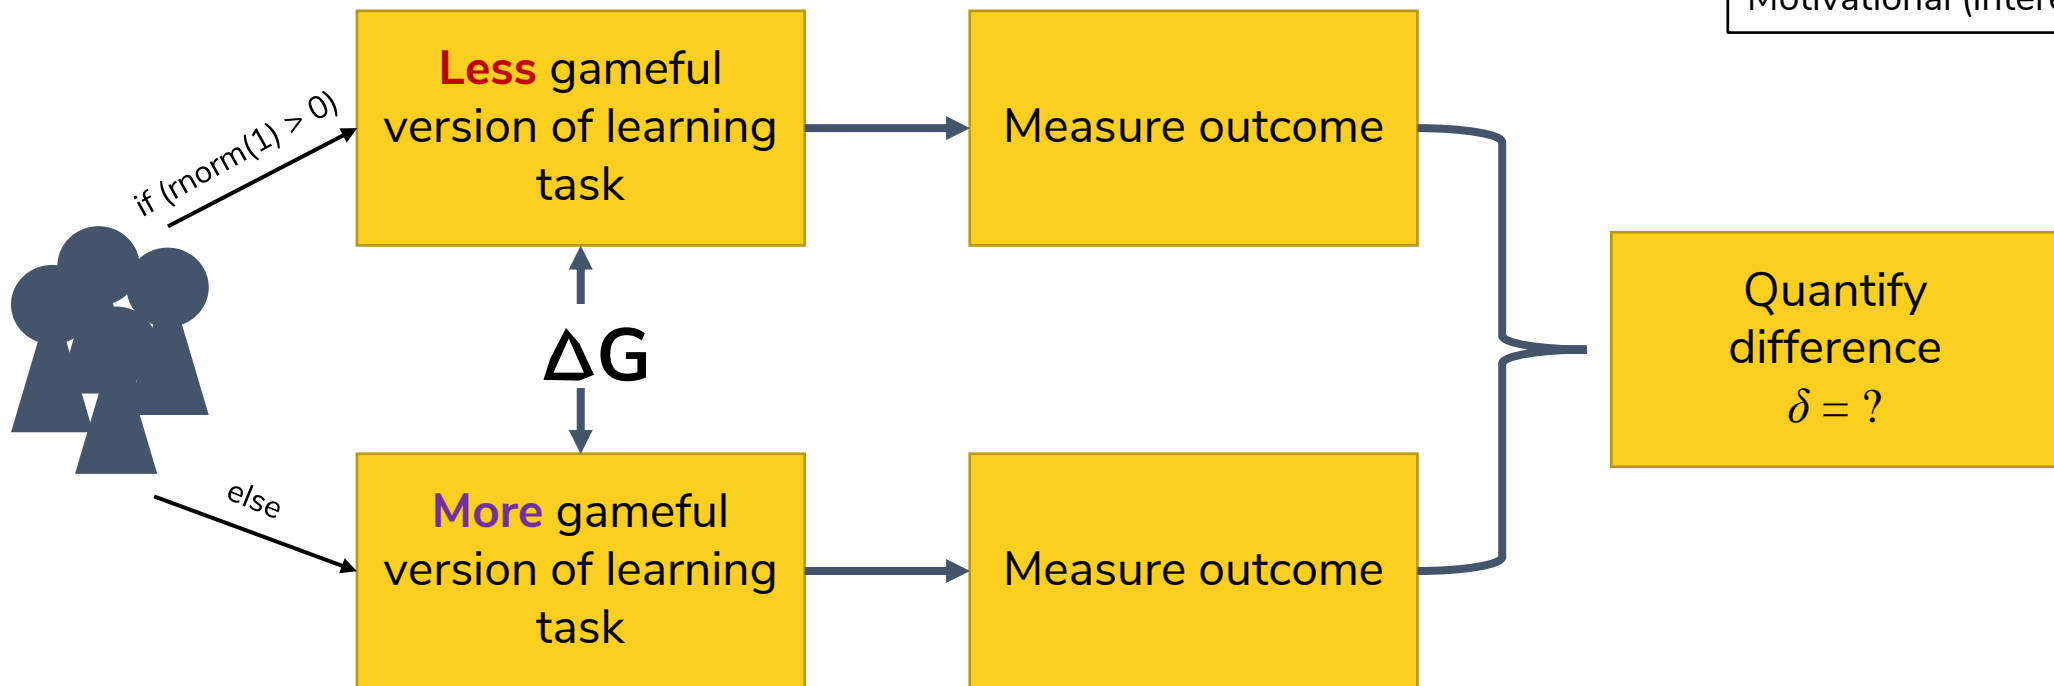 Motivational
if (rnorm(1) > 0)
Less gameful
version of learning
task
Measure outcome
ΔG
Quantify
difference
δ = ?
else
More gameful
version of learning
task
Measure outcome